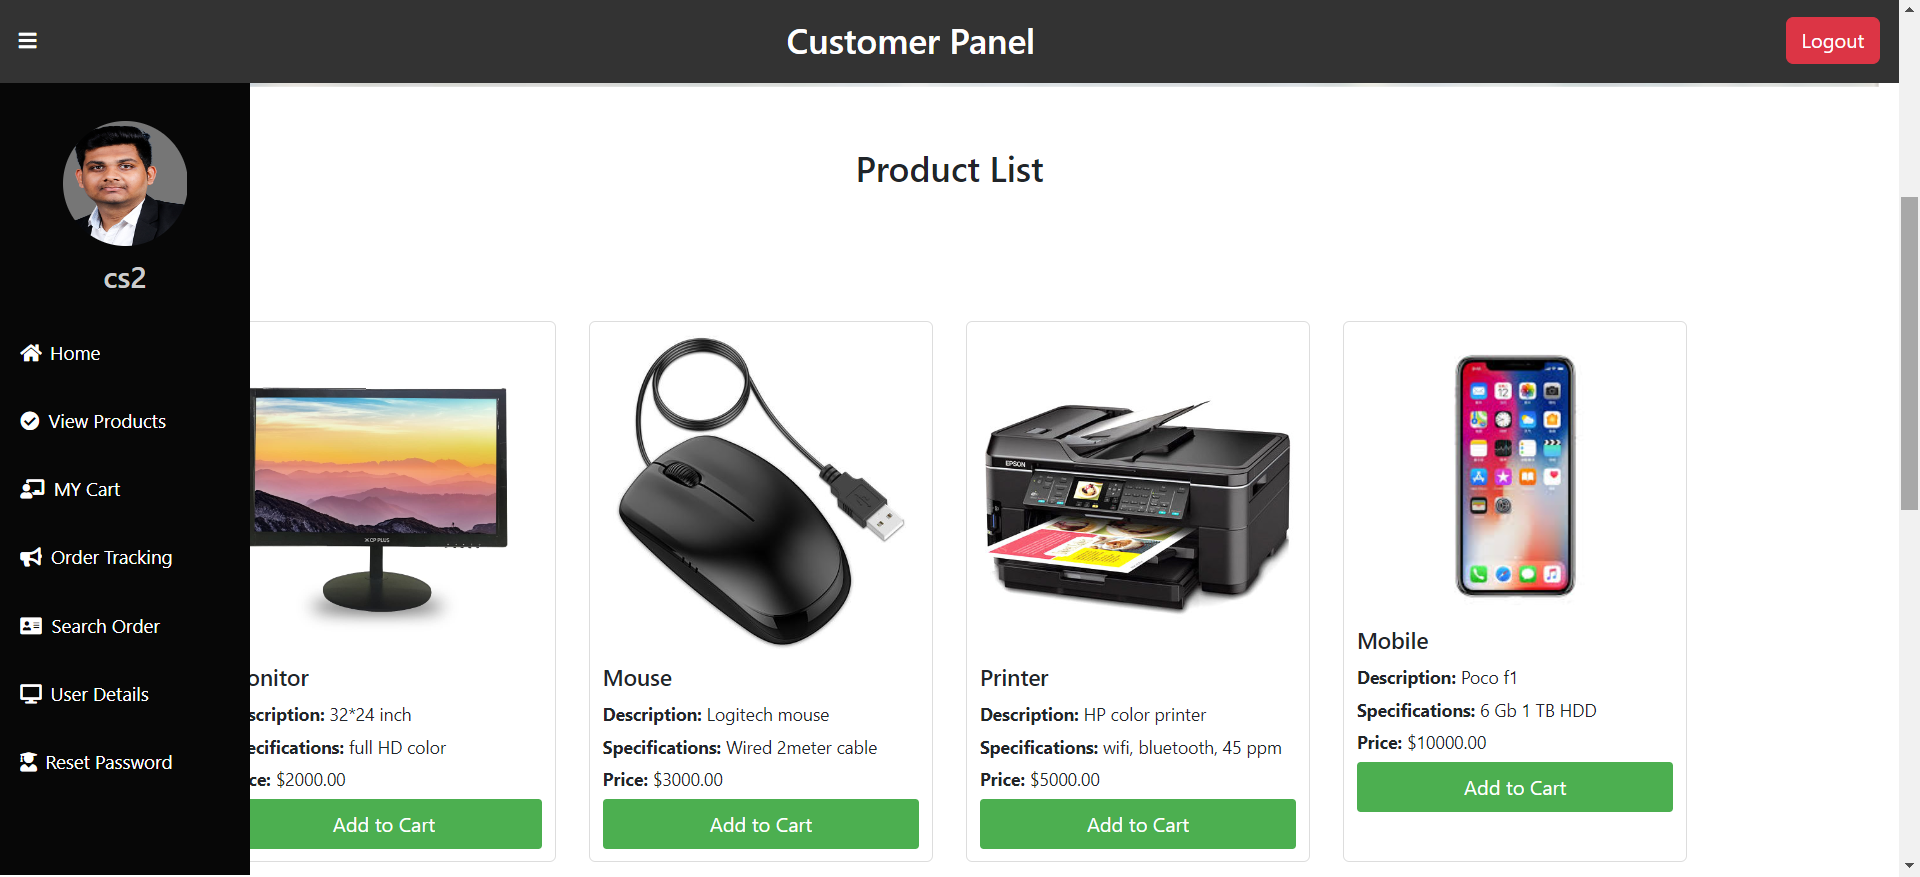 Customer Panel
Logout
cs2
Home
View Products
MY Cart
Order Tracking
Search Order
User Details
Reset Password
Product List
CP PLUS
onitor
scription: 32*24 inch
ecifications: full HD color
ce: $2000.00
Add to Cart
Mouse
Description: Logitech mouse
Specifications: Wired 2meter cable
Price: $3000.00
Add to Cart
EPSON
Printer
Description: HP color printer
Specifications: wifi, bluetooth, 45 ppm
Price: $5000.00
Add to Cart
Mobile
Description: Poco f1
Specifications: 6 Gb 1 TB HDD
Price: $10000.00
Add to Cart